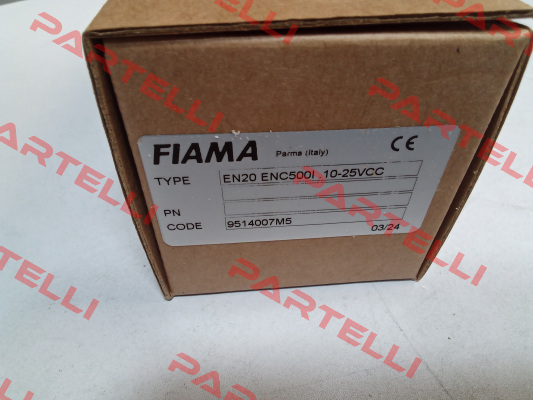 FIAMA Parma (Italy) CE
TYPE EN20 ENC500I 10-25VCC
PN
CODE 9514007M5 03/24
PARTELLI
PARTELLI
PARTELLI
PARTELLI
PARTELLI
PARTELLI
PARTELLI